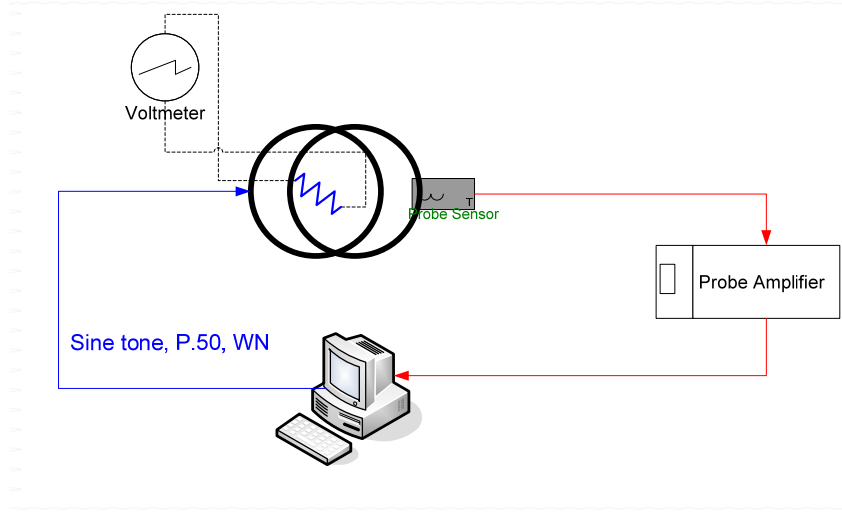 Voltmeter
T
Probe Sensor
Probe Amplifier
Sine tone, P.50, WN